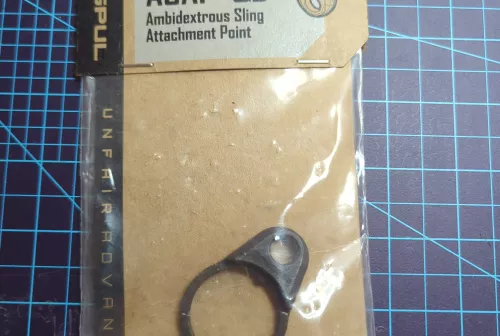 Ambidextrous Sling
Attachment Point
GPUL
UNFAIR ADVAN